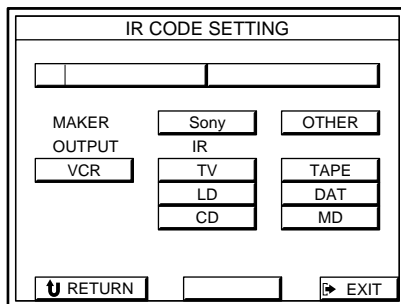 IR CODE SETTING
MAKER Sony OTHER
OUTPUT IR
VCR TV TAPE
LD DAT
CD MD
RETURN EXIT